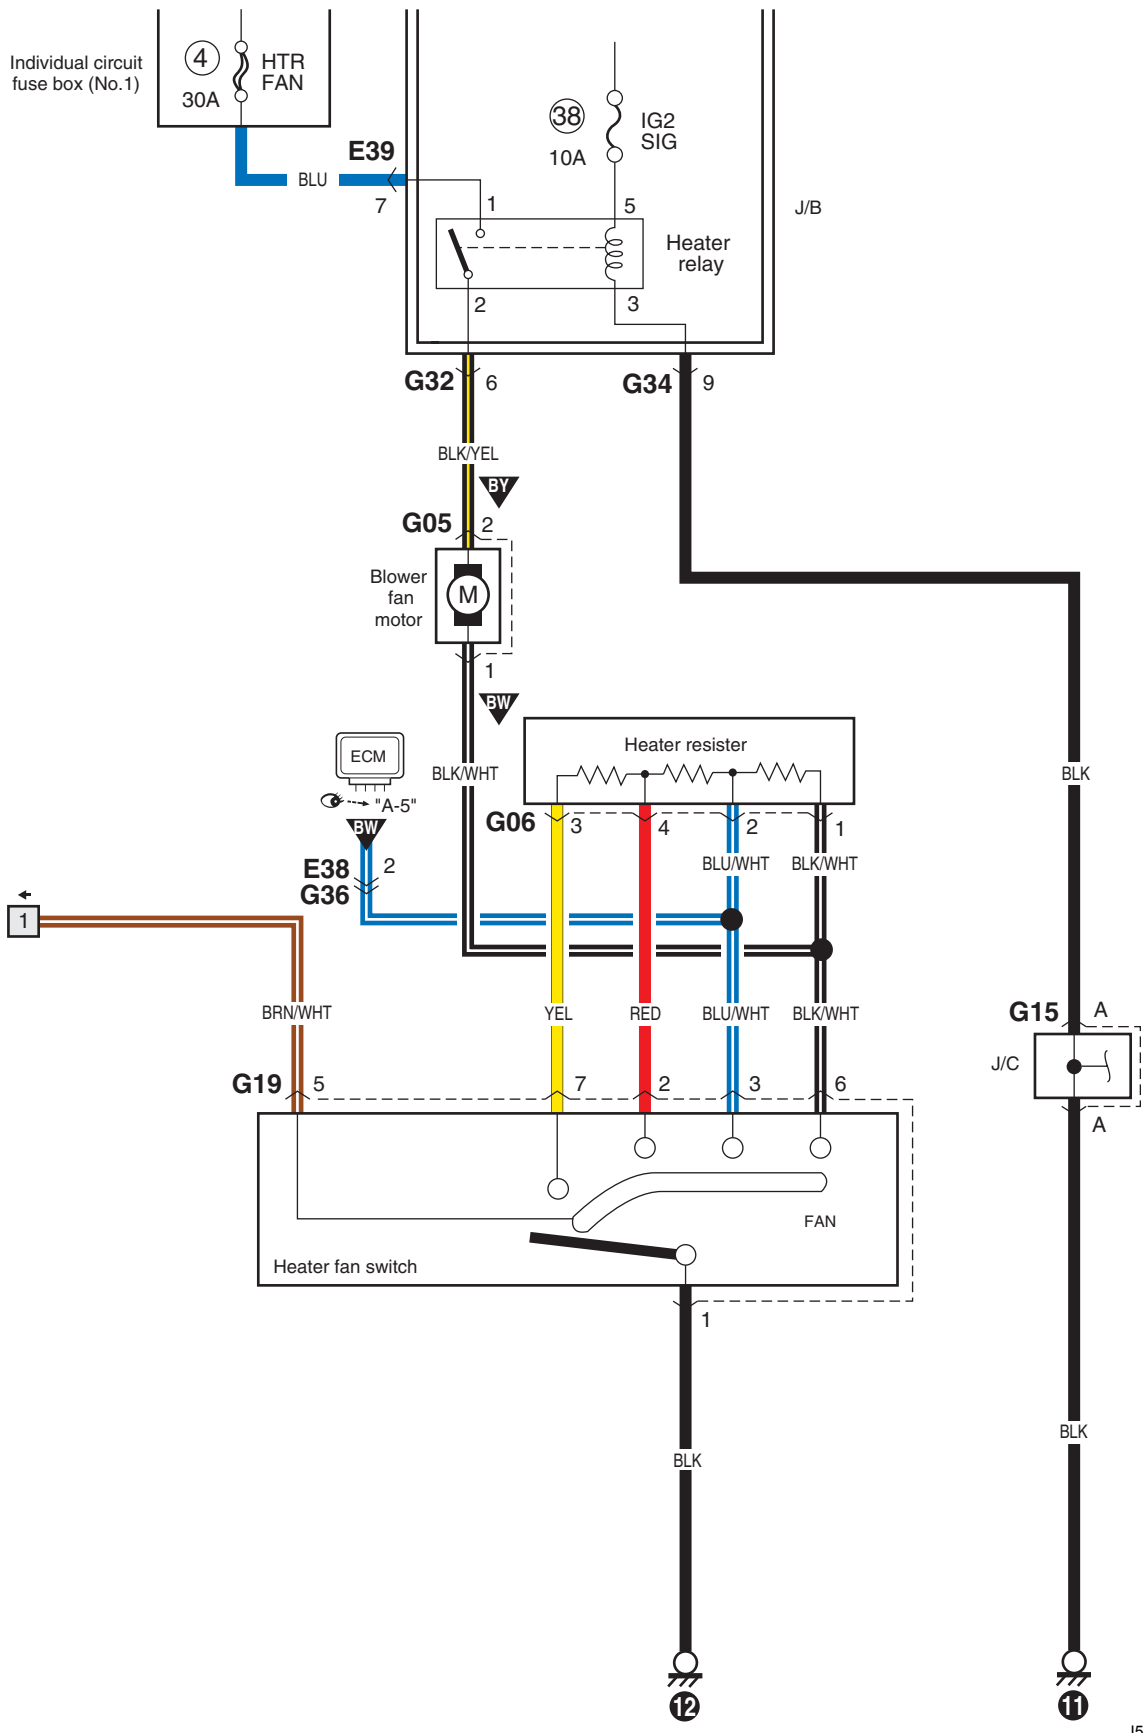 Individual circuit
fuse box (No.1)
4
30A
HTR
FAN
38
10A
IG2
SIG
E39
BLU
7
1
5
J/B
Heater
relay
2
3
G32
6
G34
9
BLK/YEL
BY
G05
2
Blower
fan
motor
M
1
BW
ECM
"A-5"
BLK/WHT
Heater resister
BLK
BW
G06
3
4
2
1
E38
2
G36
BLU/WHT
BLK/WHT
1
BRN/WHT
YEL
RED
BLU/WHT
BLK/WHT
G15
A
J/C
A
G19
5
7
2
3
6
FAN
Heater fan switch
1
BLK
BLK
12
11